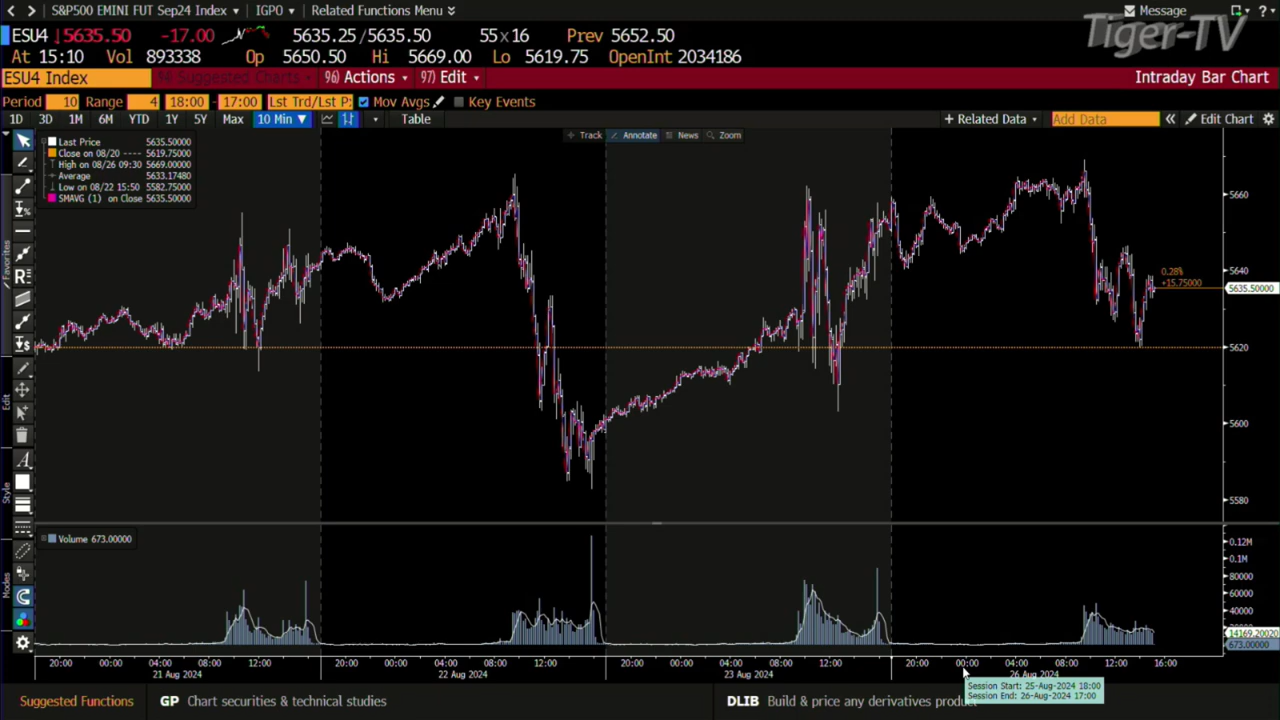 S&P500 EMINI FUT Sep24 Index IGPO Related Functions Menu Message ?
Tiger-TV
ESU4 5635.50 -17.00 5635.25/5635.50 55x16 Prev 5652.50
At 15:10 Vol 893338 Op 5650.50 Hi 5669.00 Lo 5619.75 OpenInt 2034186
ESU4 Index 94) Suggested Charts 96) Actions 97) Edit Intraday Bar Chart
Period 10 Range 4 18:00 - 17:00 Lst Trd/Lst P: Mov Avgs Key Events
1D 3D 1M 6M YTD 1Y 5Y Max 10 Min ▼ Table + Related Data Add Data « Edit Chart
Track Annotate News Zoom
Last Price 5635.50000
Close on 08/20 ---- 5619.75000
High on 08/26 09:30 5669.00000
Average 5633.17480
Low on 08/22 15:50 5582.75000
SMAVG (1) on Close 5635.50000
Favorites
Edit
Style
Modes
5660
5640
0.28%
+15.75000
5635.50000
5620
5600
5580
Volume 673.00000
0.12M
0.1M
80000
60000
40000
673.00000
20:00 00:00 04:00 08:00 12:00 20:00 00:00 04:00 08:00 12:00 20:00 00:00 04:00 08:00 12:00 20:00 00:00 04:00 08:00 12:00 16:00
21 Aug 2024 22 Aug 2024 23 Aug 2024 26 Aug 2024
Session Start: 25-Aug-2024 18:00
Session End: 26-Aug-2024 17:00
Suggested Functions GP Chart securities & technical studies DLIB Build & price any derivatives produc